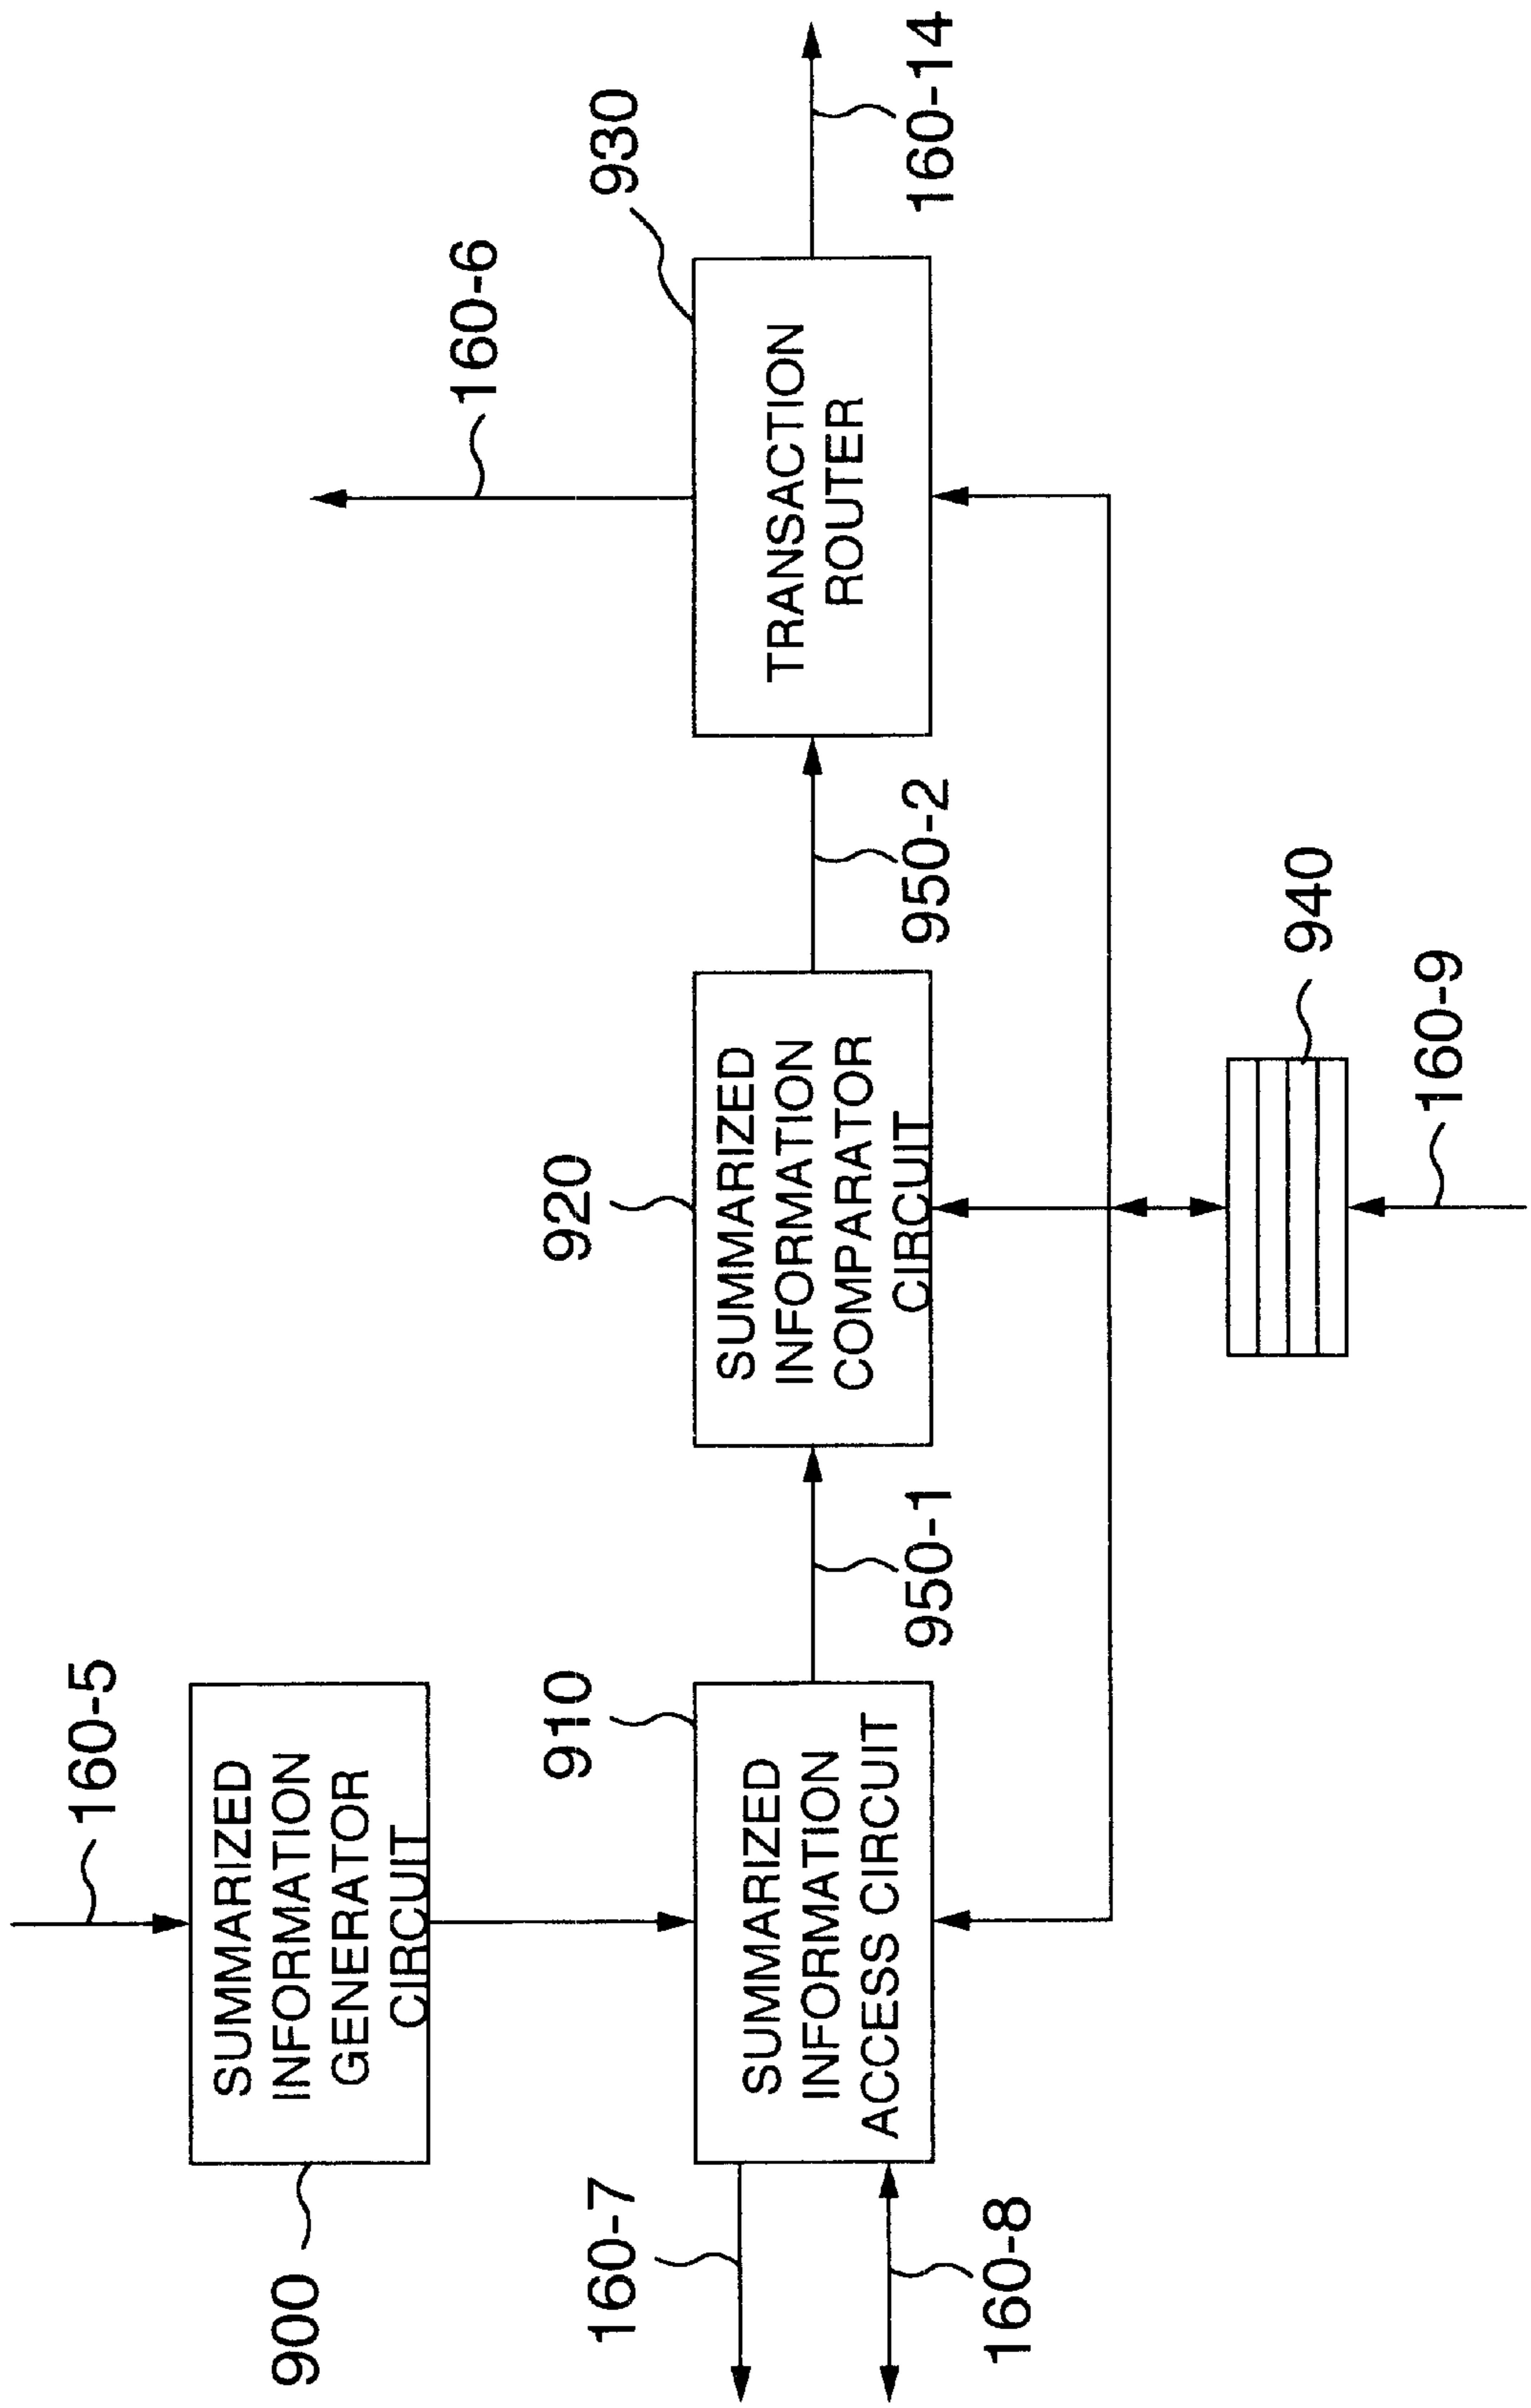 160-5
900
SUMMARIZED
INFORMATION
GENERATOR
CIRCUIT
160-6
160-7
910
920
930
SUMMARIZED
INFORMATION
ACCESS CIRCUIT
SUMMARIZED
INFORMATION
COMPARATOR
CIRCUIT
TRANSACTION
ROUTER
160-8
950-1
950-2
160-14
940
160-9